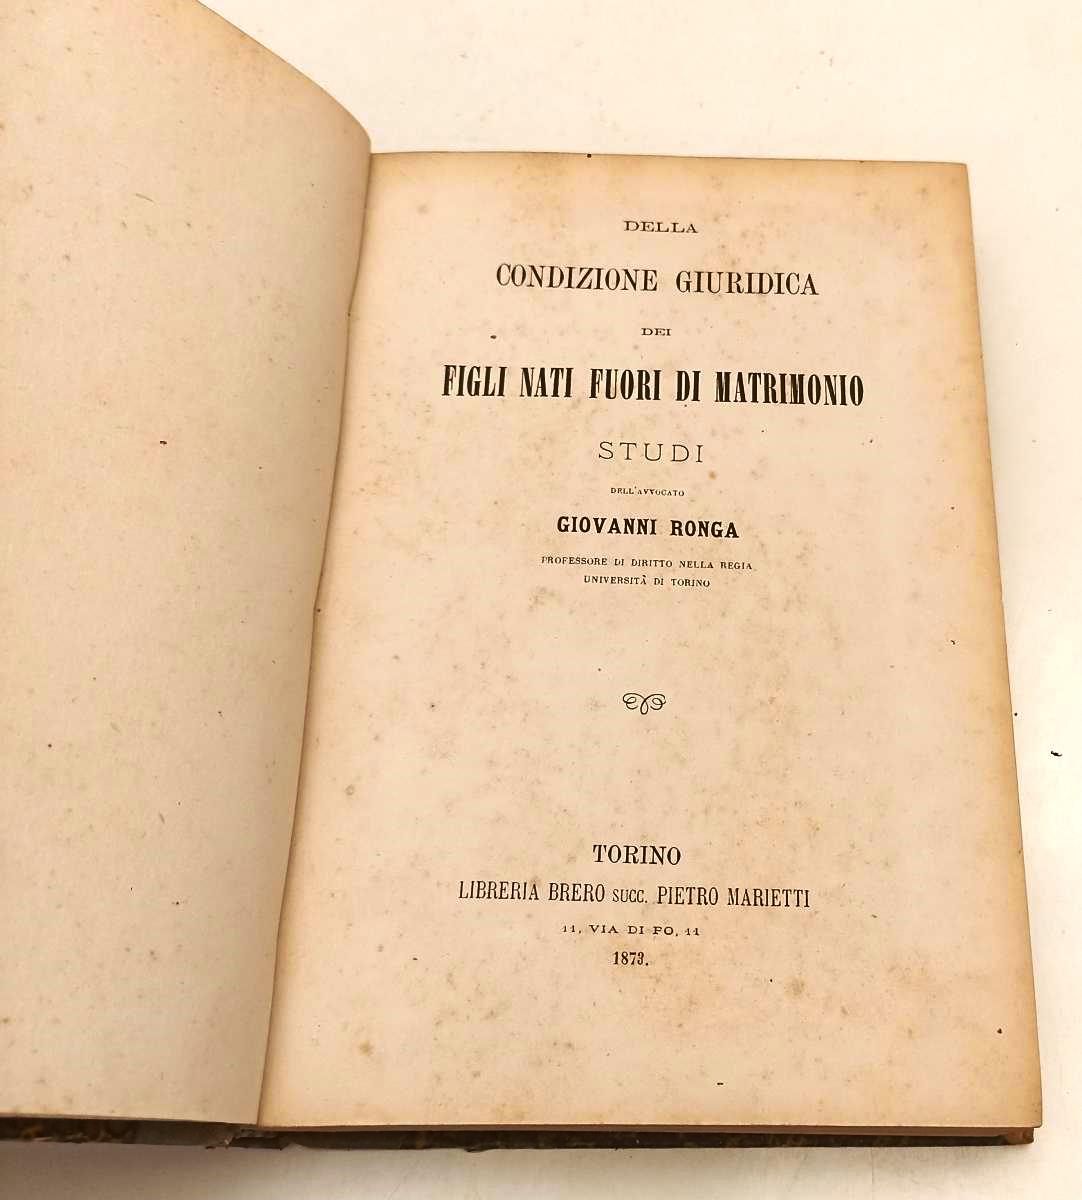 DELLA
CONDIZIONE GIURIDICA
DEI
FIGLI NATI FUORI DI MATRIMONIO
STUDI
DELL'AVVOCATO
GIOVANNI RONGA
PROFESSORE DI DIRITTO NELLA REGIA
UNIVERSITÀ DI TORINO
TORINO
LIBRERIA BRERO SUCC. PIETRO MARIETTI
11, VIA DI PO, 11
1873.